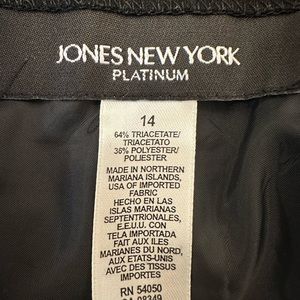 JONES NEW YORK
PLATINUM
14
64% TRIACETATE/
TRIACETATO
36% POLYESTER/
POLIESTER
MADE IN NORTHERN
MARIANA ISLANDS,
USA OF IMPORTED
FABRIC
HECHO EN LAS
ISLAS MARIANAS
SEPTENTRIONALES,
E.E.U.U. CON
TELA IMPORTADA
FAIT AUX ILES
MARIANES DU NORD,
AUX ETATS-UNIS
AVEC DES TISSUS
IMPORTES
RN 54050
CA 08349